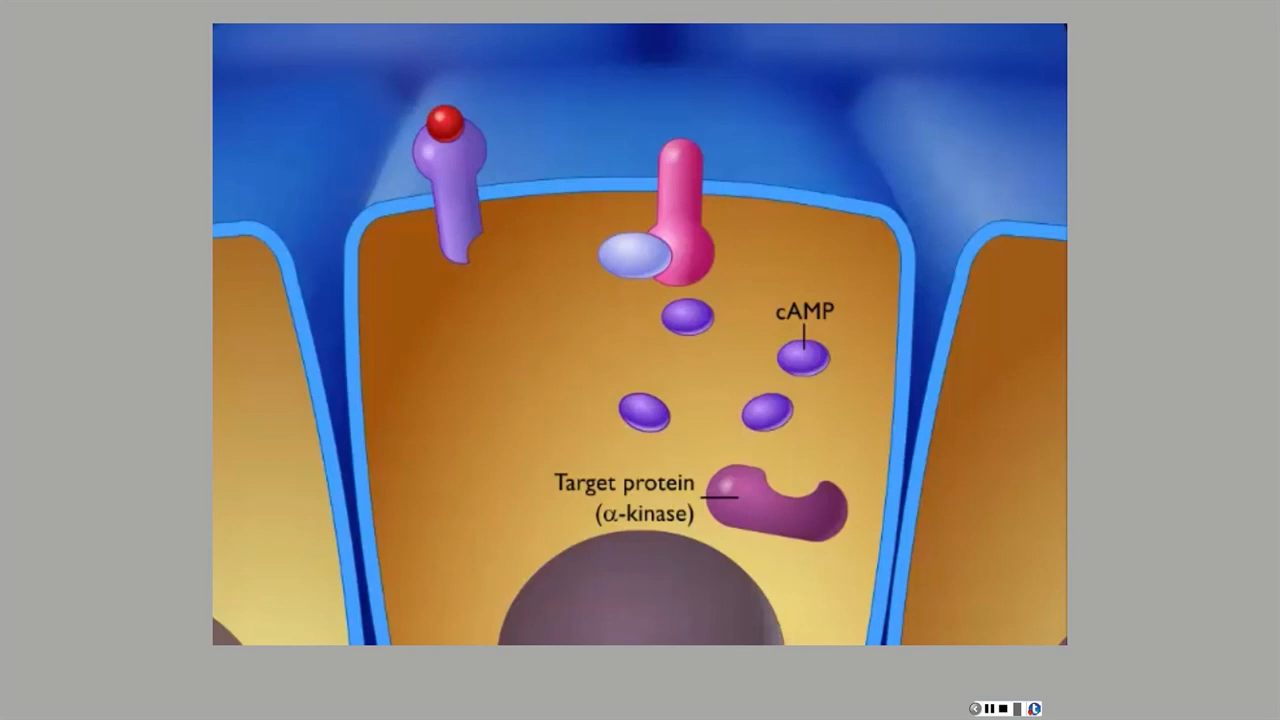 cAMP
Target protein
(α-kinase)